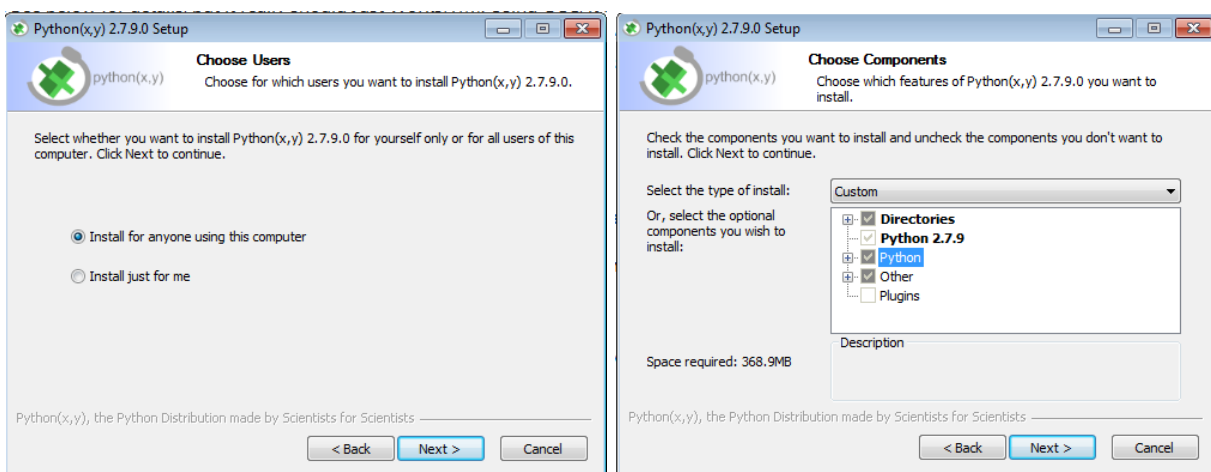 Python(x,y) 2.7.9.0 Setup
python(x,y)
Choose Users
Choose for which users you want to install Python(x,y) 2.7.9.0.
Select whether you want to install Python(x,y) 2.7.9.0 for yourself only or for all users of this
computer. Click Next to continue.
Install for anyone using this computer
Install just for me
Python(x,y), the Python Distribution made by Scientists for Scientists
< Back
Next >
Cancel
Python(x,y) 2.7.9.0 Setup
python(x,y)
Choose Components
Choose which features of Python(x,y) 2.7.9.0 you want to
install.
Check the components you want to install and uncheck the components you don't want to
install. Click Next to continue.
Select the type of install:
Custom
Or, select the optional
components you wish to
install:
Directories
Python 2.7.9
Python
Other
Plugins
Description
Space required: 368.9MB
Python(x,y), the Python Distribution made by Scientists for Scientists
< Back
Next >
Cancel